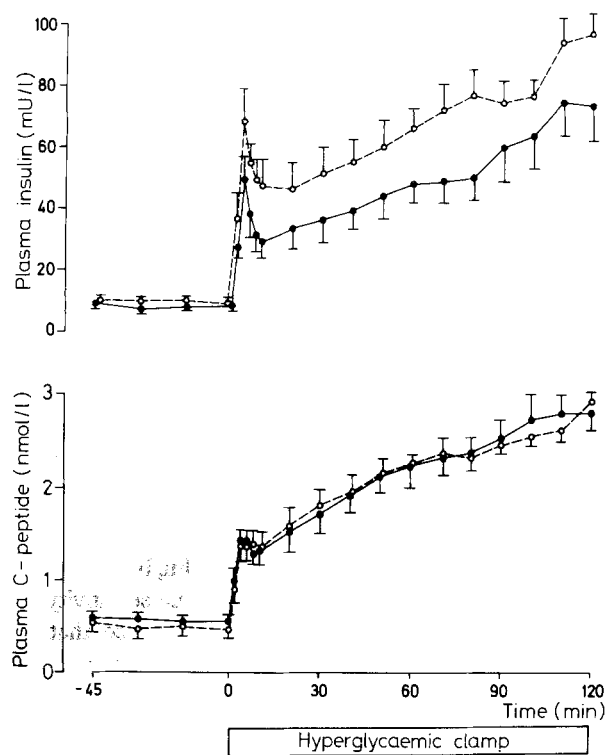 100
80
60
40
20
0
Plasma insulin (mU/l)
3
2
1
0
Plasma C-peptide (nmol/l)
-45 0 30 60 90 120
Time (min)
Hyperglycaemic clamp